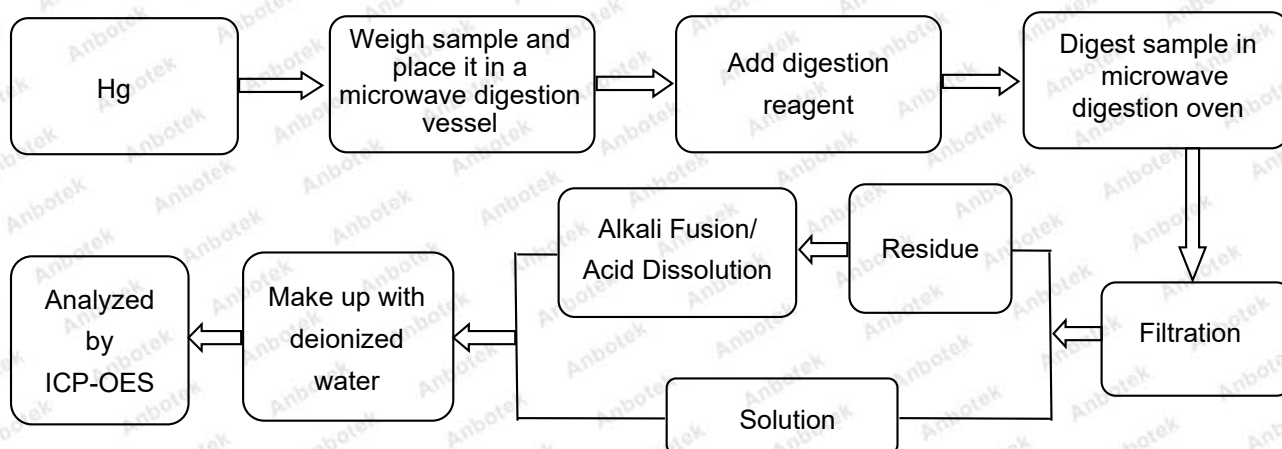 Hg
Weigh sample and
place it in a
microwave digestion
vessel
Add digestion
reagent
Digest sample in
microwave
digestion oven
Alkali Fusion/
Acid Dissolution
Residue
Filtration
Solution
Make up with
deionized
water
Analyzed
by
ICP-OES
Anbotek